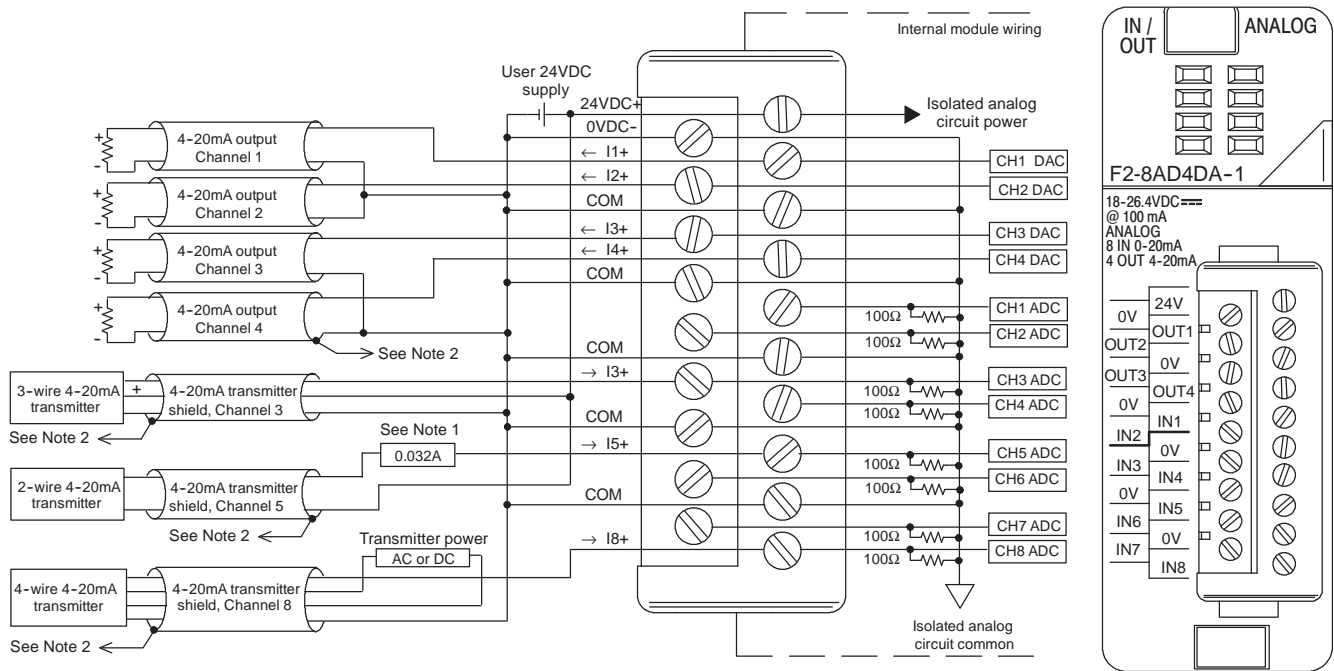 Internal module wiring
User 24VDC
supply
24VDC+
0VDC-
← I1+
← I2+
COM
← I3+
← I4+
COM
COM
→ I3+
COM
→ I5+
COM
→ I8+
+
-
4-20mA output
Channel 1
+
-
4-20mA output
Channel 2
+
-
4-20mA output
Channel 3
+
-
4-20mA output
Channel 4
See Note 2
3-wire 4-20mA
transmitter
+
4-20mA transmitter
shield, Channel 3
See Note 2
See Note 1
0.032A
2-wire 4-20mA
transmitter
4-20mA transmitter
shield, Channel 5
See Note 2
Transmitter power
AC or DC
4-wire 4-20mA
transmitter
4-20mA transmitter
shield, Channel 8
See Note 2
Isolated analog
circuit power
CH1 DAC
CH2 DAC
CH3 DAC
CH4 DAC
100Ω
CH1 ADC
100Ω
CH2 ADC
100Ω
CH3 ADC
100Ω
CH4 ADC
100Ω
CH5 ADC
100Ω
CH6 ADC
100Ω
CH7 ADC
100Ω
CH8 ADC
Isolated analog
circuit common
IN /
OUT
ANALOG
F2-8AD4DA-1
18-26.4VDC
@ 100 mA
ANALOG
8 IN 0-20mA
4 OUT 4-20mA
24V
0V
OUT1
OUT2
0V
OUT3
OUT4
0V
IN1
IN2
0V
IN3
IN4
0V
IN5
IN6
0V
IN7
IN8